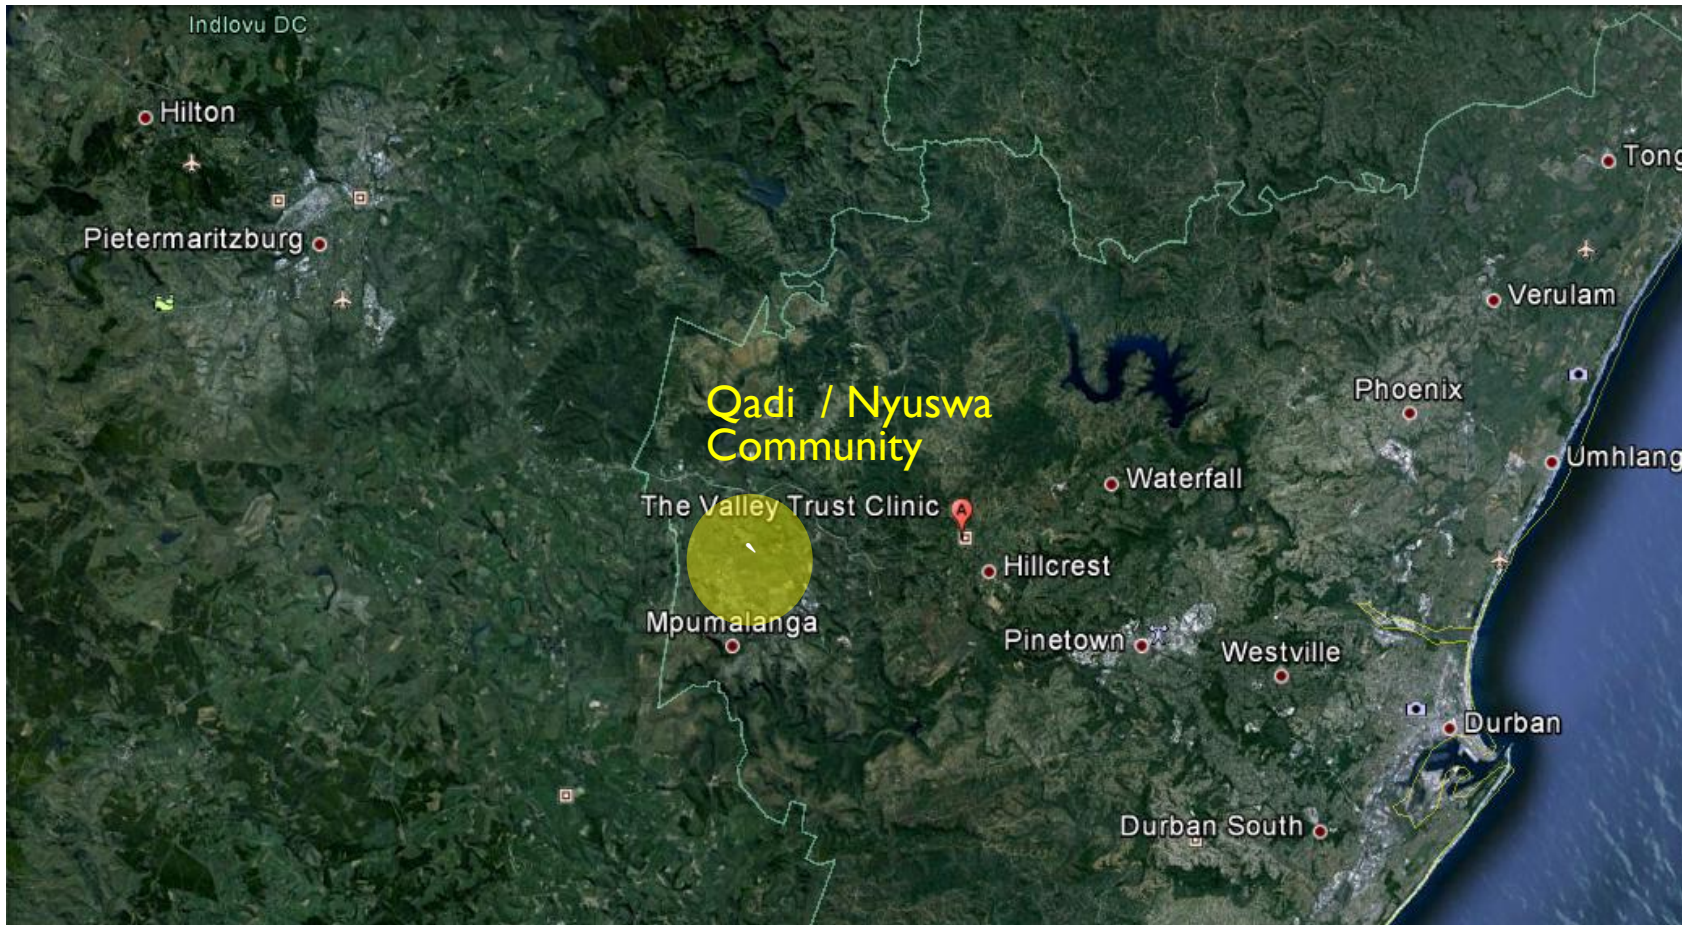 Indlovu DC
Hilton
Tong
Pietermaritzburg
Verulam
Qadi / Nyuswa
Community
Phoenix
Umhlang
Waterfall
The Valley Trust Clinic
A
Hillcrest
Mpumalanga
Pinetown
Westville
Durban
Durban South